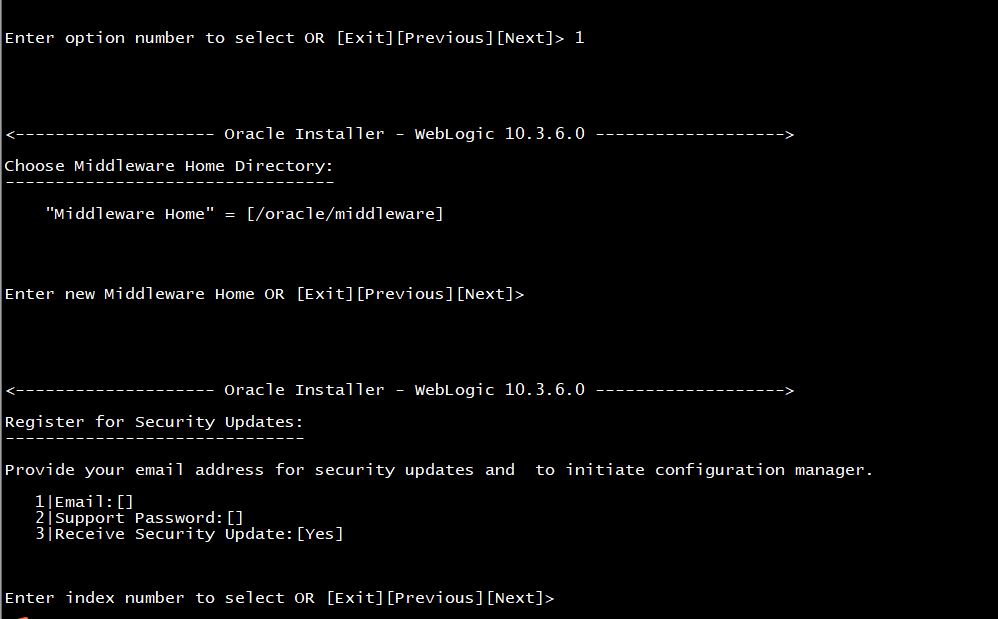 Enter option number to select OR [Exit][Previous][Next]> 1
<-------------------- Oracle Installer - WebLogic 10.3.6.0 ------------------->
Choose Middleware Home Directory:
---------------------------------
"Middleware Home" = [/oracle/middleware]
Enter new Middleware Home OR [Exit][Previous][Next]>
<-------------------- Oracle Installer - WebLogic 10.3.6.0 ------------------->
Register for Security Updates:
------------------------------
Provide your email address for security updates and  to initiate configuration manager.
1|Email:[]
2|Support Password:[]
3|Receive Security Update:[Yes]
Enter index number to select OR [Exit][Previous][Next]>